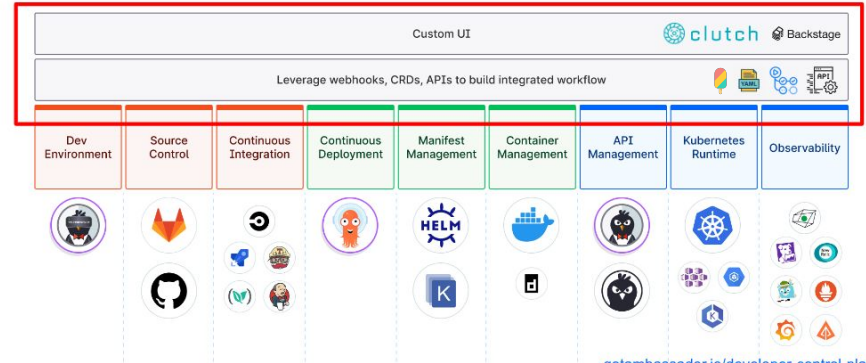 Custom UI
clutch
Backstage
Leverage webhooks, CRDs, APIs to build integrated workflow
YAML
API
Dev
Environment
Source
Control
Continuous
Integration
Continuous
Deployment
Manifest
Management
Container
Management
API
Management
Kubernetes
Runtime
Observability
HELM
K
d